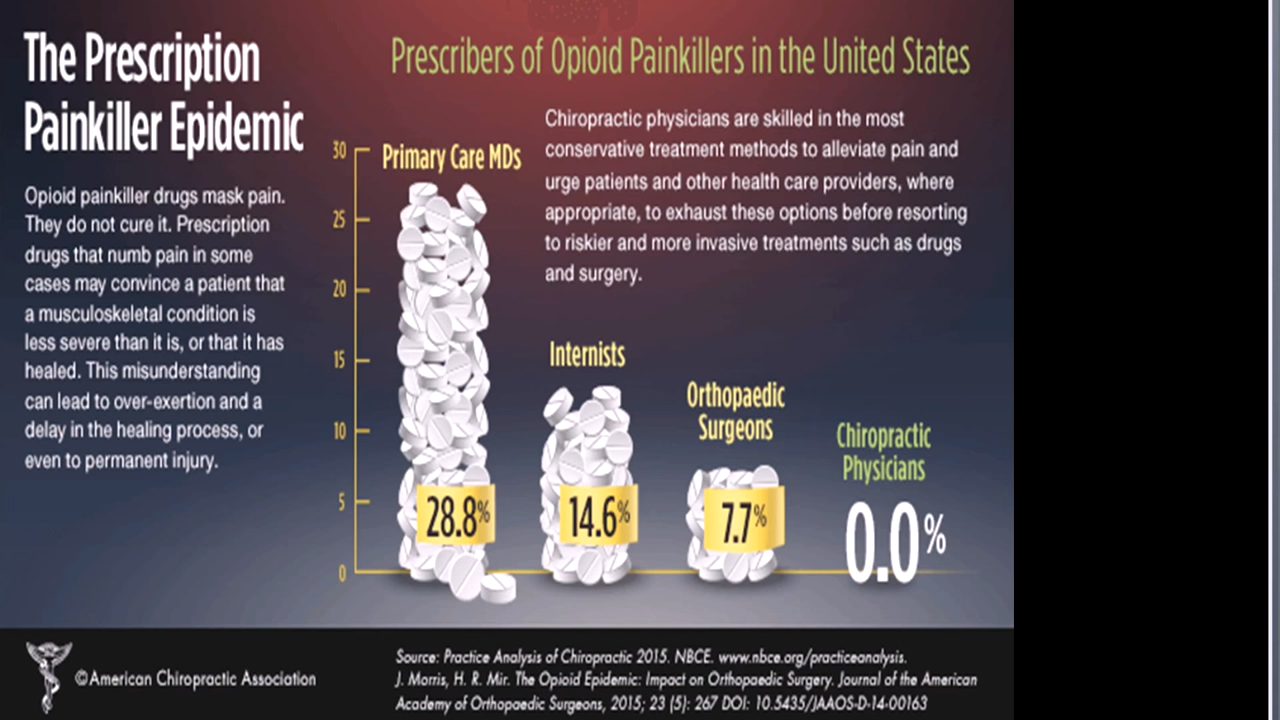 The Prescription
Painkiller Epidemic
Opioid painkiller drugs mask pain.
They do not cure it. Prescription
drugs that numb pain in some
cases may convince a patient that
a musculoskeletal condition is
less severe than it is, or that it has
healed. This misunderstanding
can lead to over-exertion and a
delay in the healing process, or
even to permanent injury.
Prescribers of Opioid Painkillers in the United States
Chiropractic physicians are skilled in the most
conservative treatment methods to alleviate pain and
urge patients and other health care providers, where
appropriate, to exhaust these options before resorting
to riskier and more invasive treatments such as drugs
and surgery.
30
25
20
15
10
5
0
Primary Care MDs
28.8%
Internists
14.6%
Orthopaedic
Surgeons
7.7%
Chiropractic
Physicians
0.0%
©American Chiropractic Association
Source: Practice Analysis of Chiropractic 2015. NBCE. www.nbce.org/practiceanalysis.
J. Morris, H. R. Mir. The Opioid Epidemic: Impact on Orthopaedic Surgery. Journal of the American
Academy of Orthopaedic Surgeons, 2015; 23 (5): 267 DOI: 10.5435/JAAOS-D-14-00163